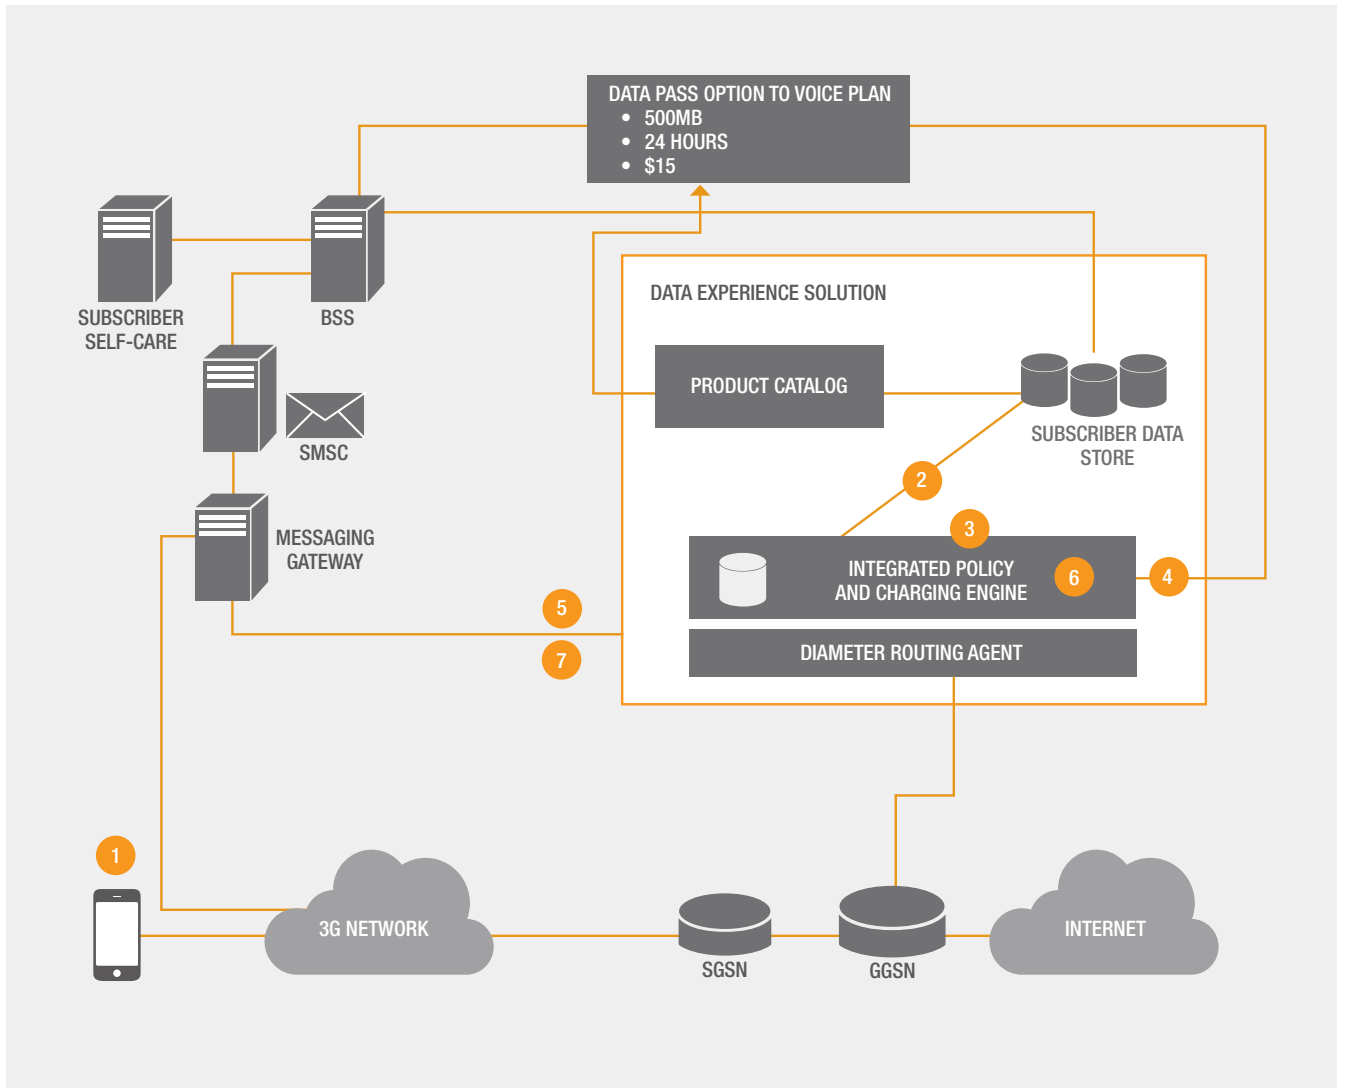 DATA PASS OPTION TO VOICE PLAN
• 500MB
• 24 HOURS
• $15
SUBSCRIBER
SELF-CARE
BSS
DATA EXPERIENCE SOLUTION
PRODUCT CATALOG
SUBSCRIBER DATA
STORE
SMSC
2
MESSAGING
GATEWAY
3
INTEGRATED POLICY
AND CHARGING ENGINE
6
4
5
7
DIAMETER ROUTING AGENT
1
3G NETWORK
SGSN
GGSN
INTERNET